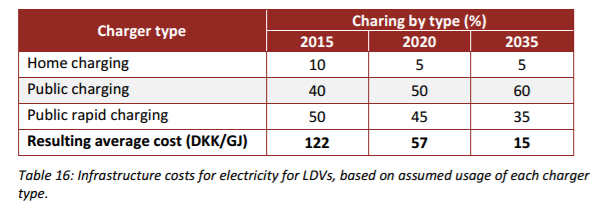 Charger type
Charing by type (%)
2015 2020 2035
Home charging 10 5 5
Public charging 40 50 60
Public rapid charging 50 45 35
Resulting average cost (DKK/GJ) 122 57 15
Table 16: Infrastructure costs for electricity for LDVs, based on assumed usage of each charger
type.